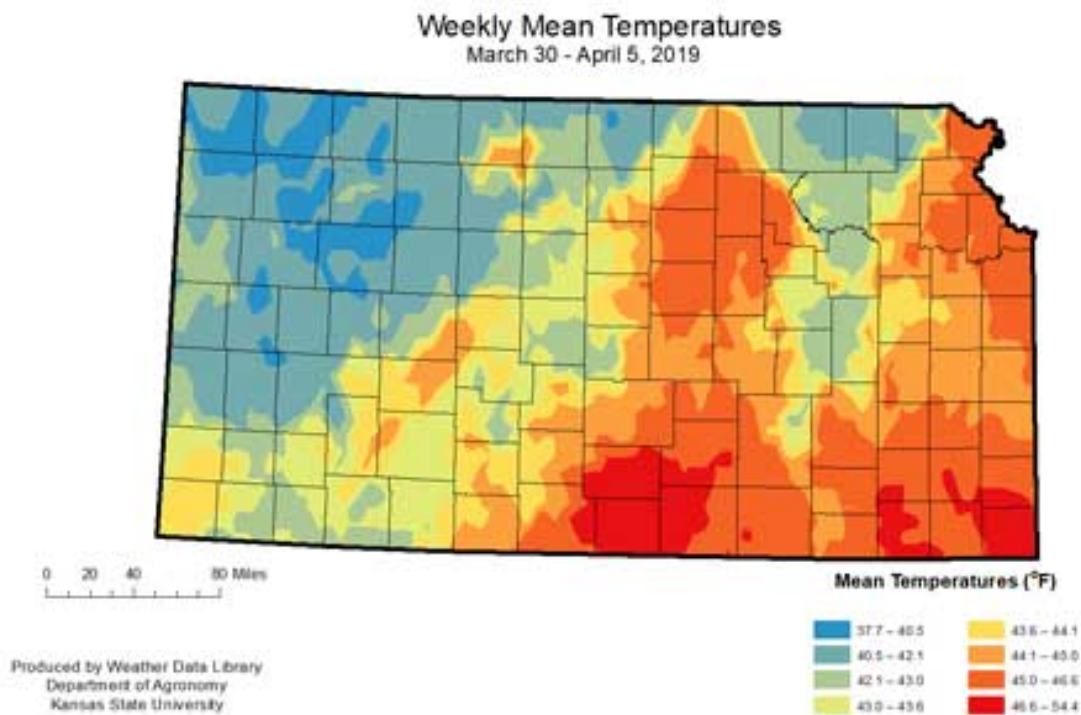 Weekly Mean Temperatures
March 30 - April 5, 2019
0 20 40 80 Miles
Mean Temperatures (°F)
37.7 – 40.5
40.5 – 42.1
42.1 – 43.0
43.0 – 43.6
43.6 – 44.1
44.1 – 45.0
45.0 – 46.6
46.6 – 54.4
Produced by Weather Data Library
Department of Agronomy
Kansas State University